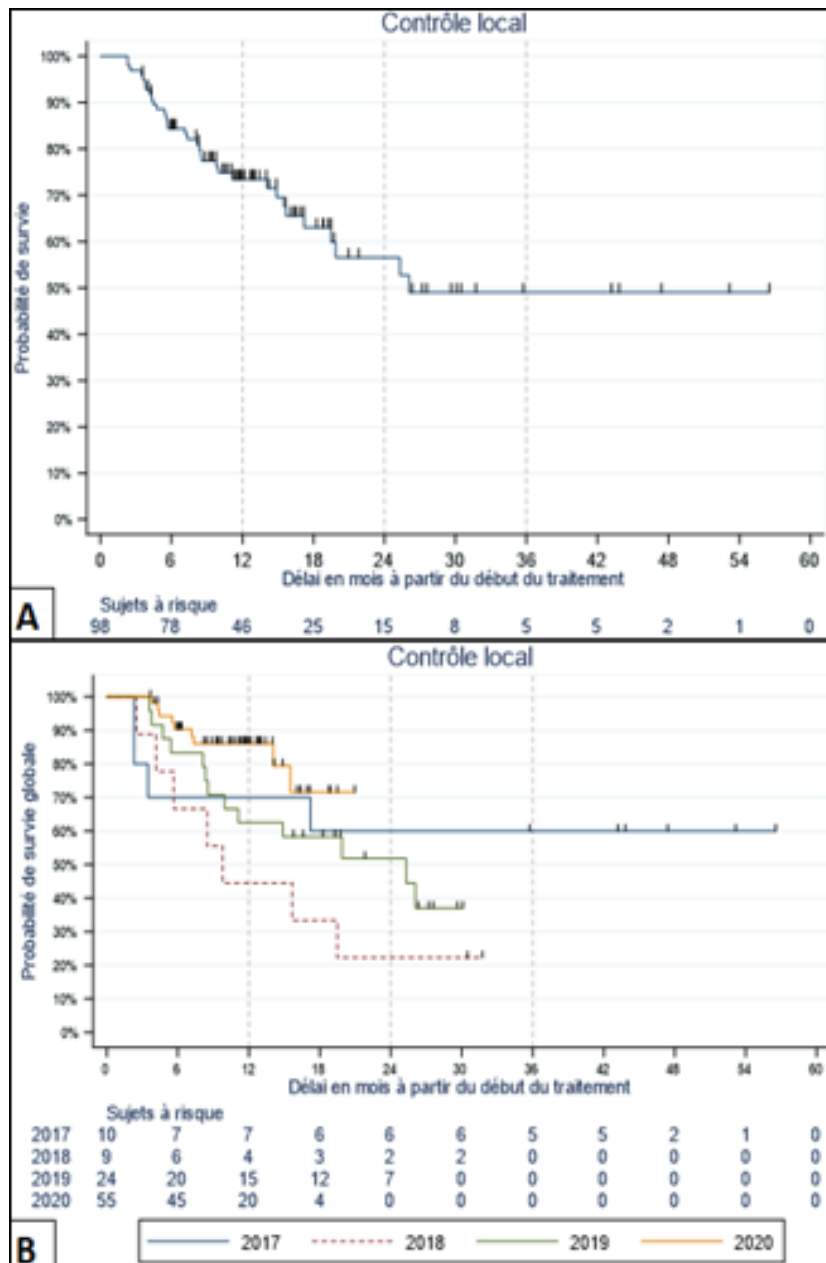 Contrôle local
Probabilité de survie
100%
90%
80%
70%
60%
50%
40%
30%
20%
10%
0%
0 6 12 18 24 30 36 42 48 54 60
Délai en mois à partir du début du traitement
Sujets à risque
98 78 46 25 15 8 5 5 2 1 0
A
Contrôle local
Probabilité de survie globale
100%
90%
80%
70%
60%
50%
40%
30%
20%
10%
0%
0 6 12 18 24 30 36 42 48 54 60
Délai en mois à partir du début du traitement
Sujets à risque
2017 10 7 7 6 6 6 5 5 2 1 0
2018 9 6 4 3 2 2 0 0 0 0 0
2019 24 20 15 12 7 0 0 0 0 0 0
2020 55 45 20 4 0 0 0 0 0 0 0
2017 2018 2019 2020
B